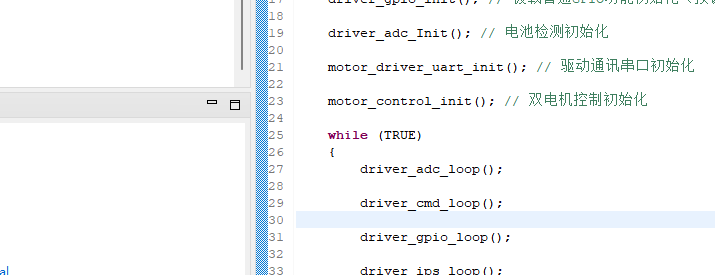 17 driver_gpio_init(); //
18
19 driver_adc_Init(); // 电池检测初始化
20
21 motor_driver_uart_init(); // 驱动通讯串口初始化
22
23 motor_control_init(); // 双电机控制初始化
24
25 while (TRUE)
26 {
27 driver_adc_loop();
28
29 driver_cmd_loop();
30
31 driver_gpio_loop();
32
33 driver_ips_loop();
al